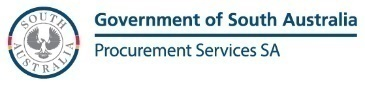 SOUTH
AUSTRALIA
Government of South Australia
Procurement Services SA